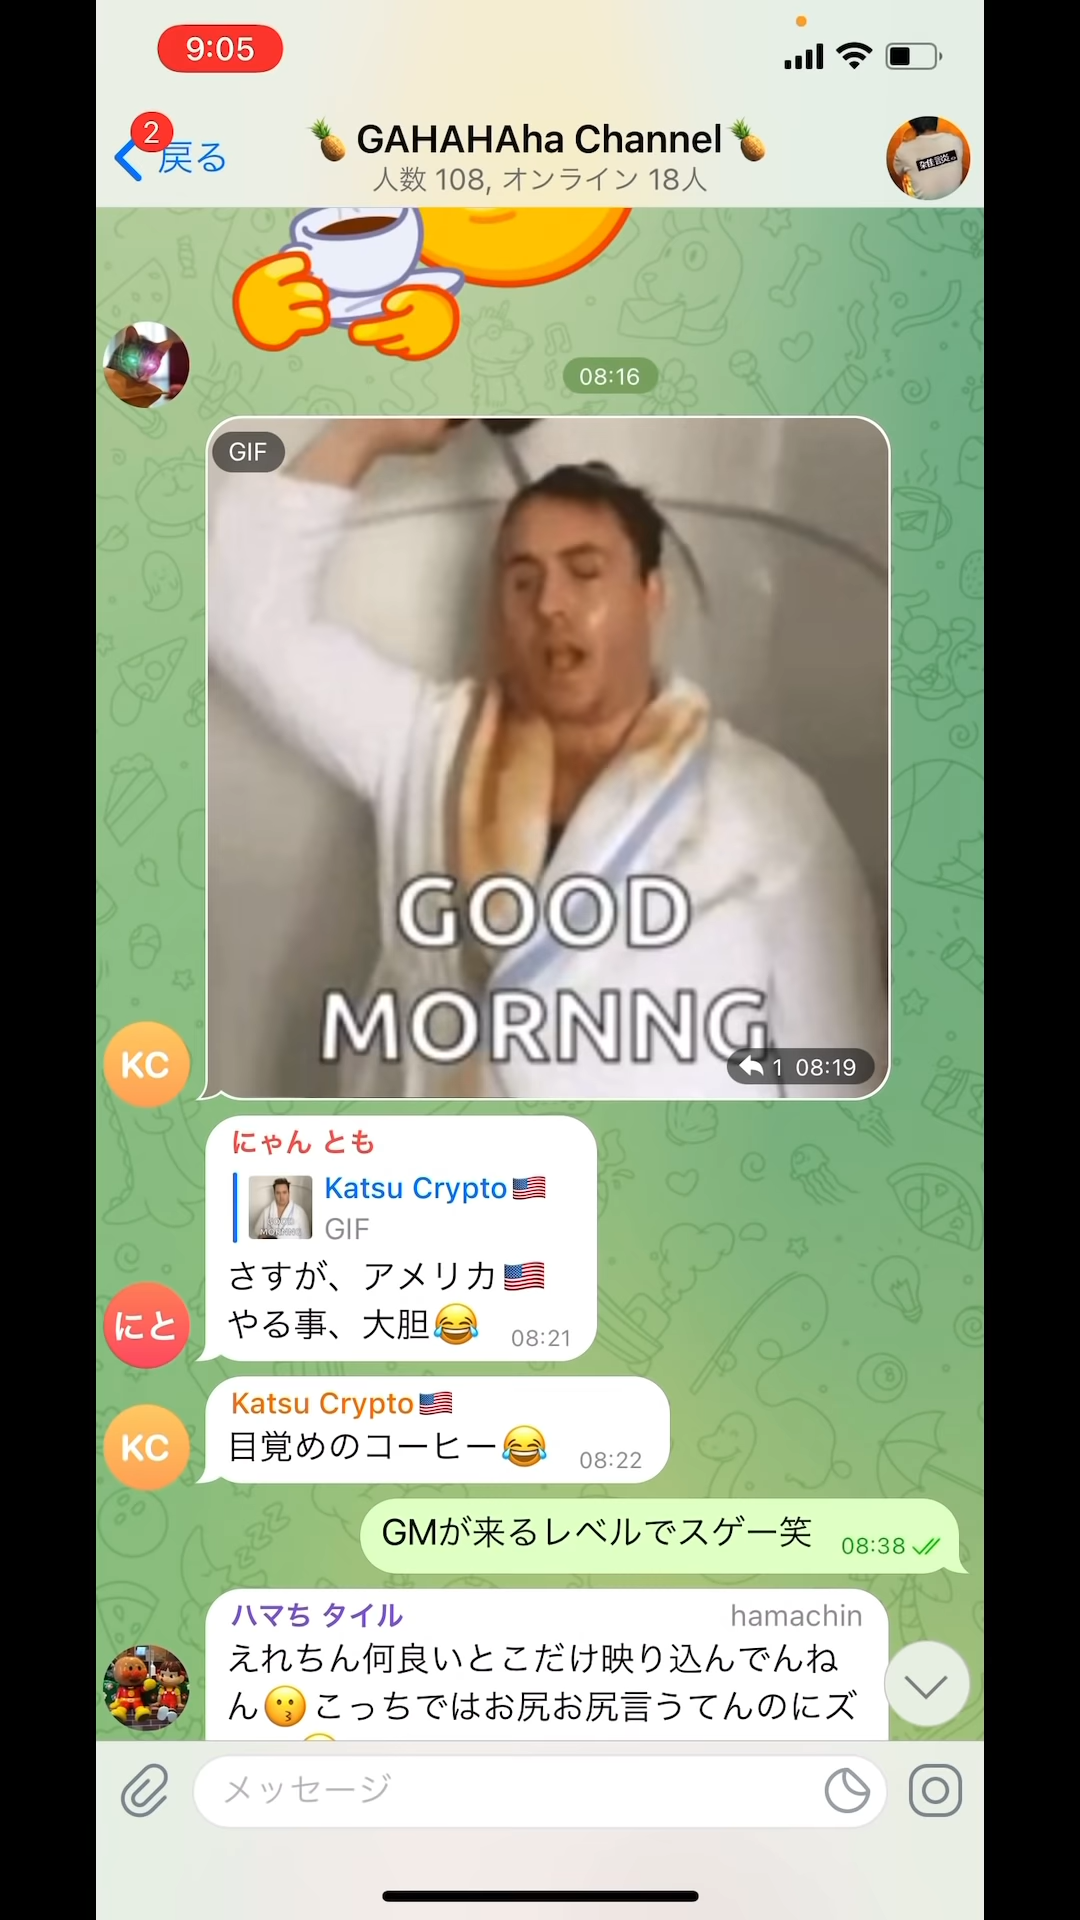 9:05
2
戻る
🍍GAHAHAha Channel🍍
人数 108, オンライン 18人
08:16
GIF
GOOD
MORNNG
1 08:19
KC
にゃん とも
Katsu Crypto🇺🇸
GIF
さすが、アメリカ🇺🇸
やる事、大胆😂
08:21
にと
Katsu Crypto🇺🇸
目覚めのコーヒー😂
08:22
KC
GMが来るレベルでスゲー笑
08:38
ハマち タイル
hamachin
えれちん何良いとこだけ映り込んでんね
ん😗こっちではお尻お尻言うてんのにズ
メッセージ